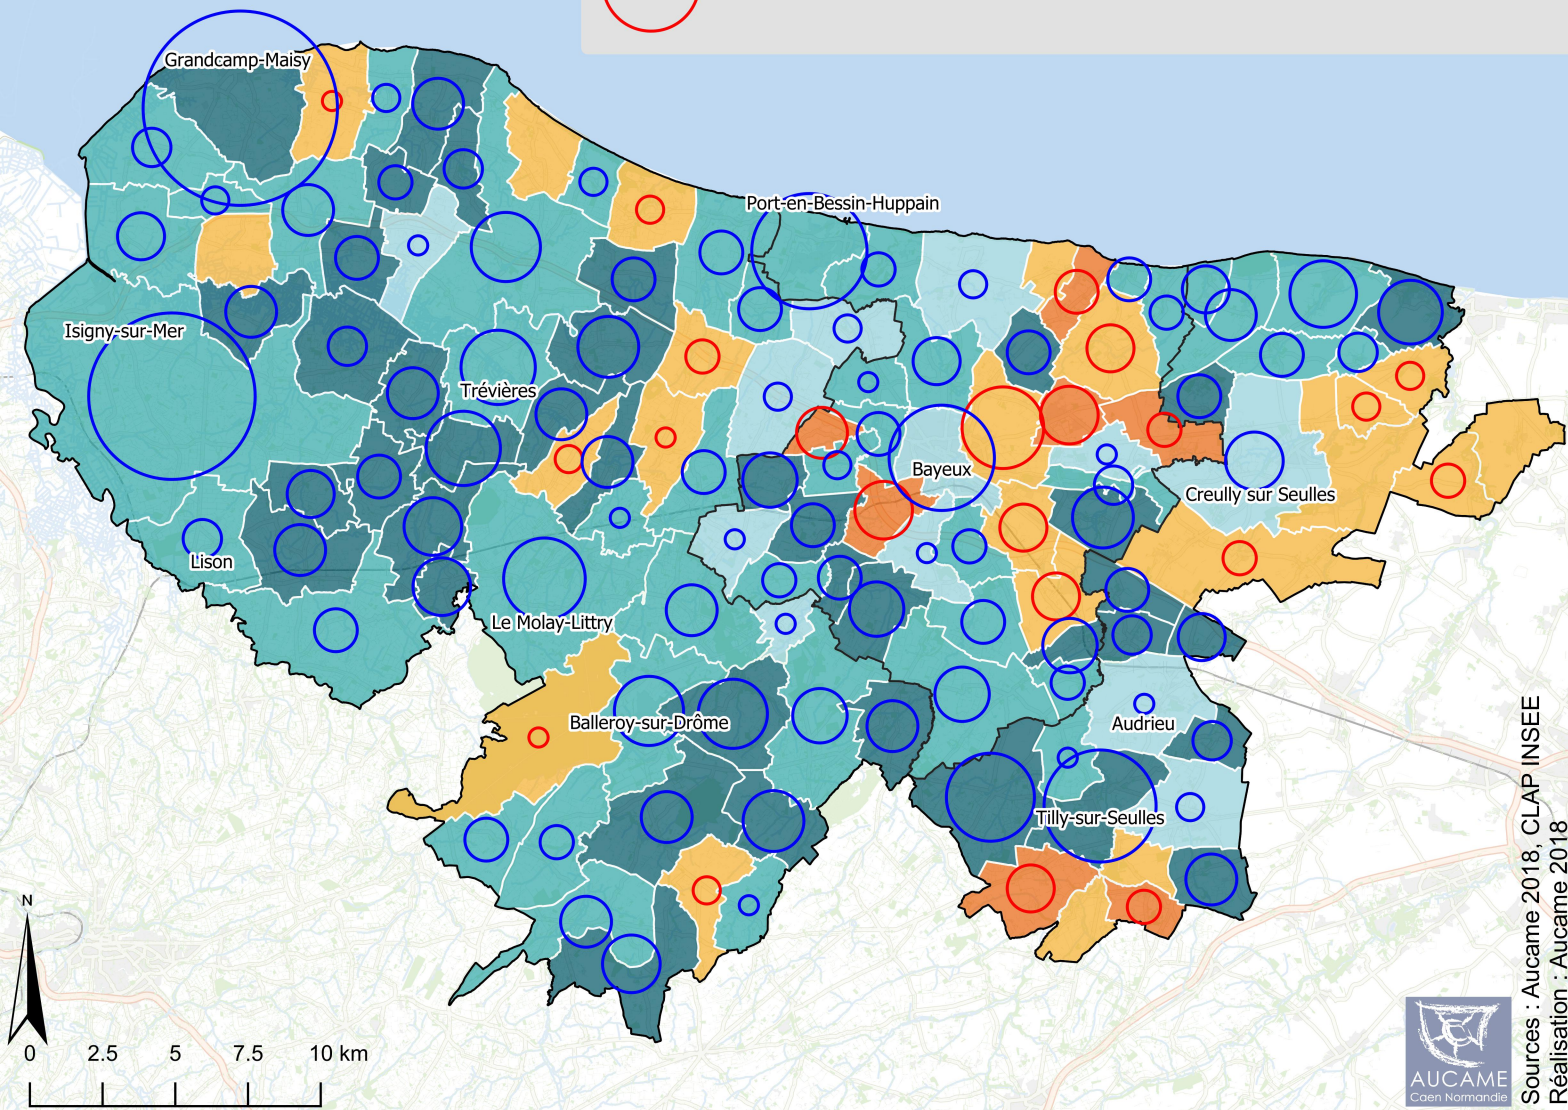 Grandcamp-Maisy
Port-en-Bessin-Huppain
Isigny-sur-Mer
Trévières
Bayeux
Creully sur Seulles
Lison
Le Molay-Littry
Balleroy-sur-Drôme
Audrieu
Tilly-sur-Seulles
N
0 2.5 5 7.5 10 km
AUCAME
Caen Normandie
Sources : Aucame 2018, CLAP INSEE
Réalisation : Aucame 2018